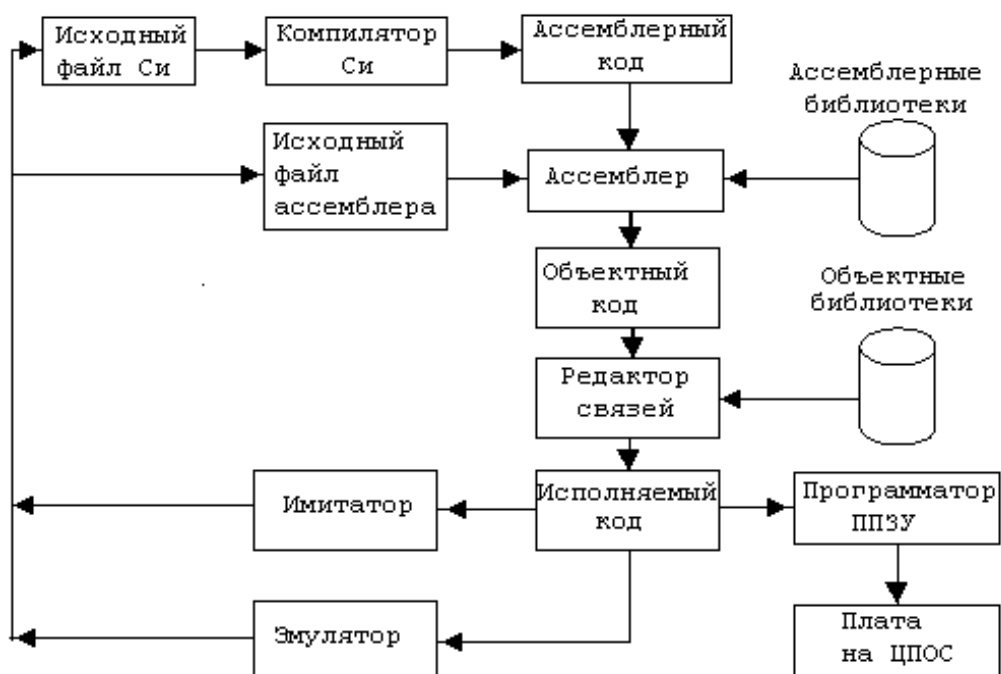 Исходный
файл Си
Компилятор
Си
Ассемблерный
код
Ассемблерные
библиотеки
Исходный
файл
ассемблера
Ассемблер
Объектный
код
Объектные
библиотеки
Редактор
связей
Имитатор
Исполняемый
код
Программатор
ППЗУ
Эмулятор
Плата
на ЦПОС